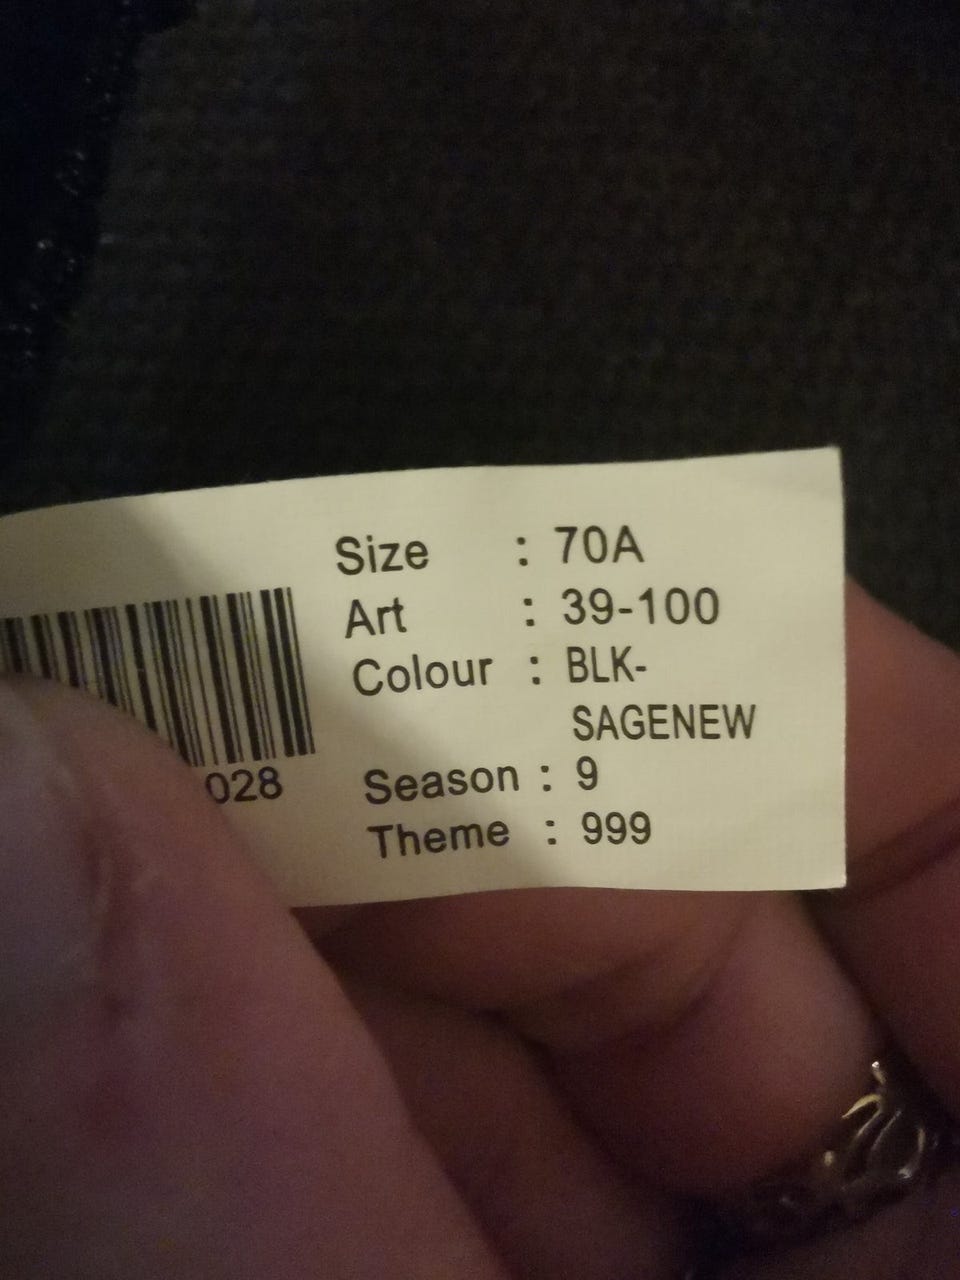 Size : 70A
Art : 39-100
Colour : BLK-
SAGENEW
Season : 9
Theme : 999
028